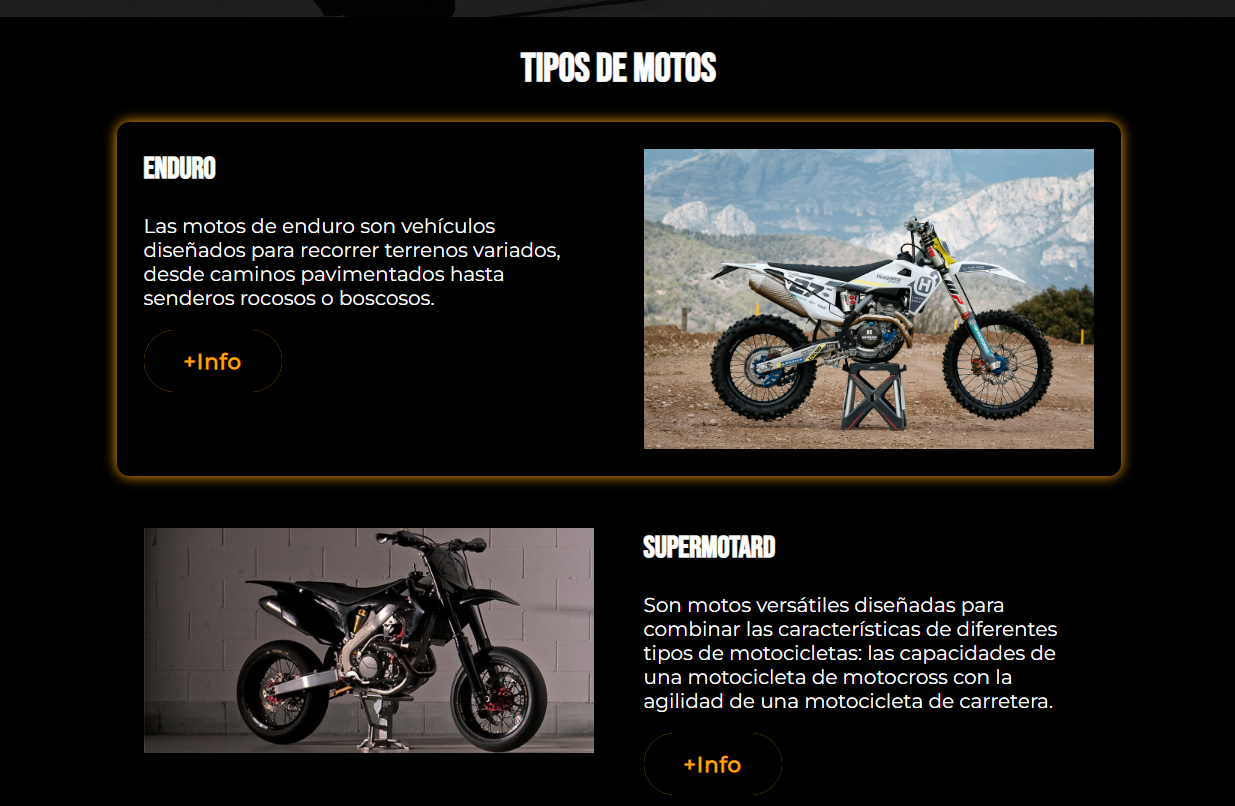 TIPOS DE MOTOS
ENDURO
Las motos de enduro son vehículos
diseñados para recorrer terrenos variados,
desde caminos pavimentados hasta
senderos rocosos o boscosos.
+Info
Husqvarna
SUPERMOTARD
Son motos versátiles diseñadas para
combinar las características de diferentes
tipos de motocicletas: las capacidades de
una motocicleta de motocross con la
agilidad de una motocicleta de carretera.
+Info